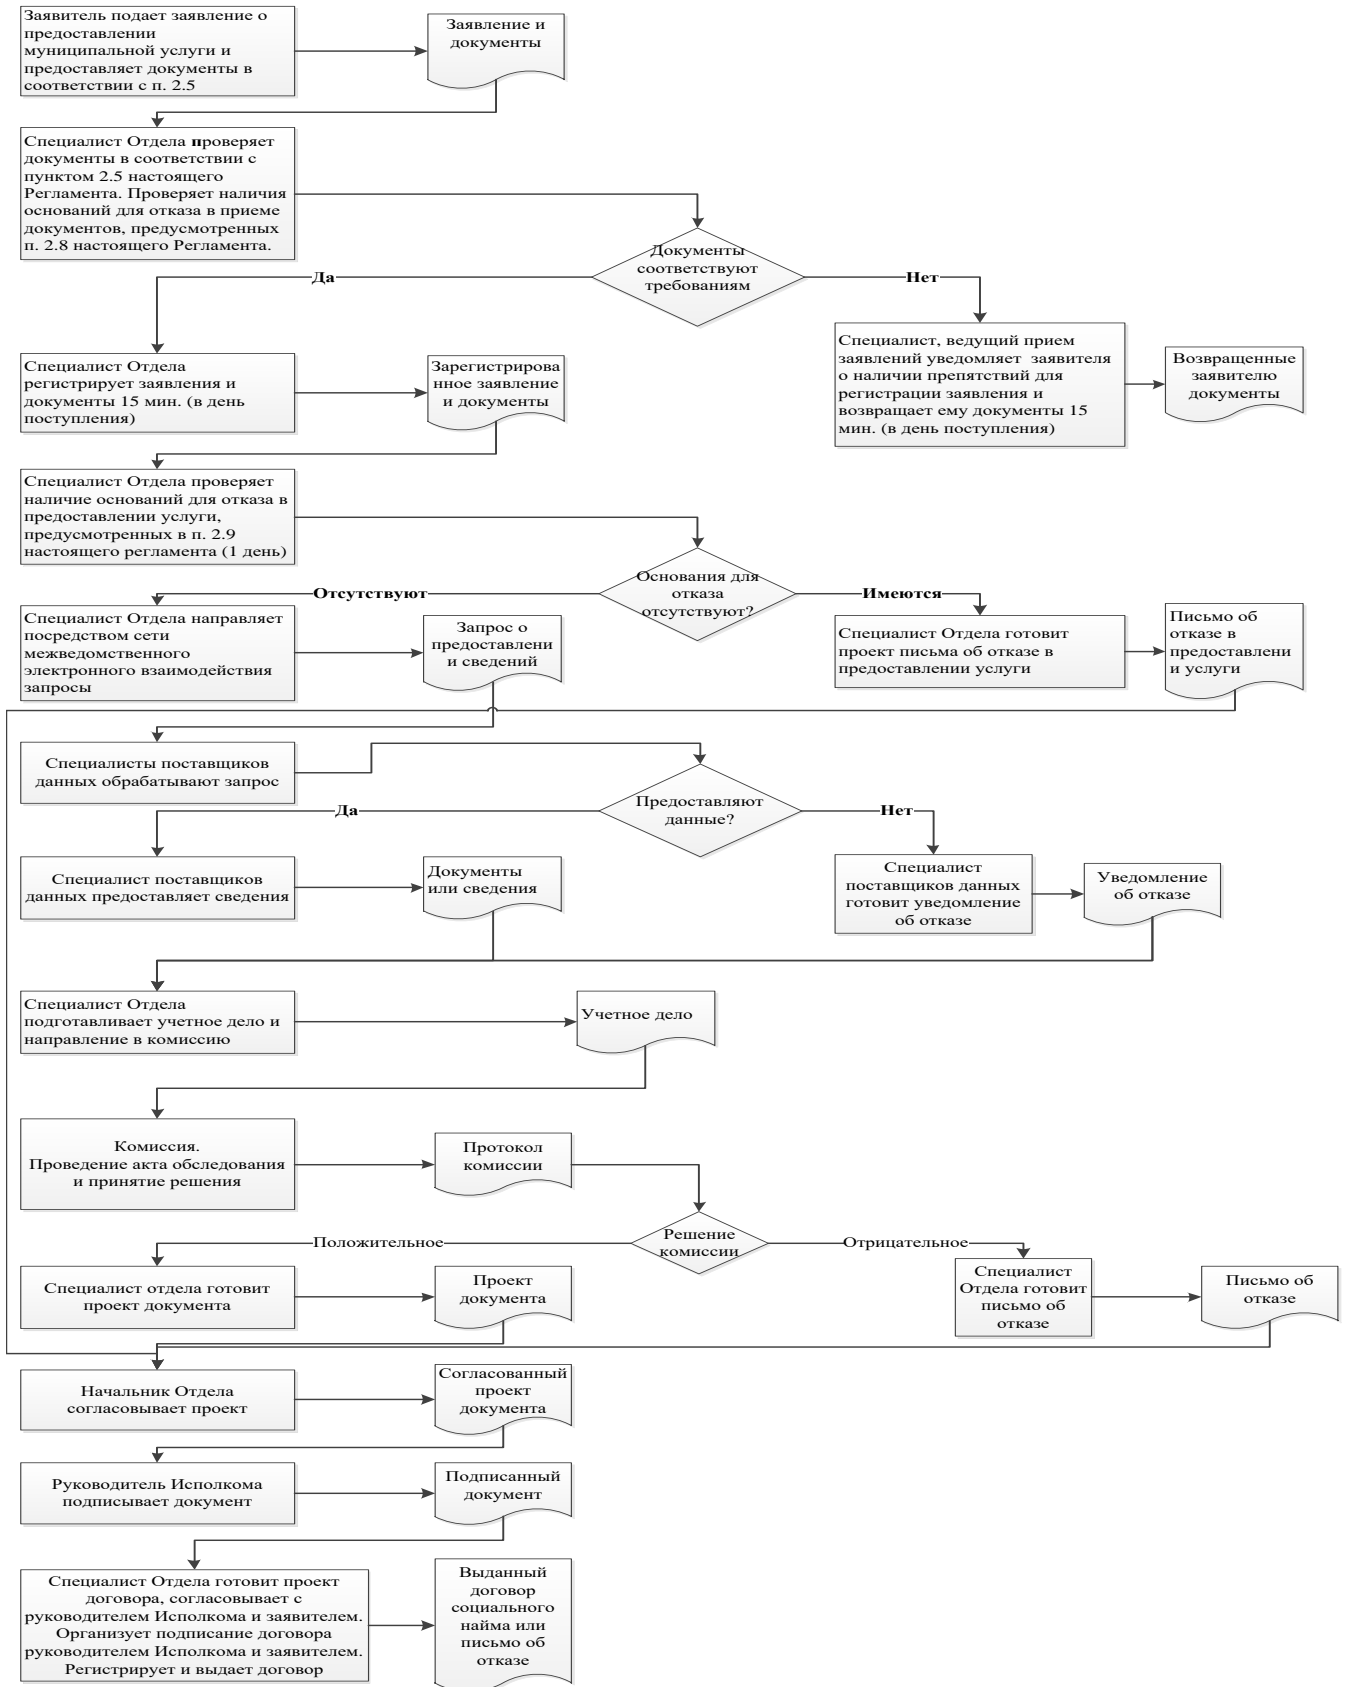 Заявитель подает заявление о
предоставлении
муниципальной услуги и
предоставляет документы в
соответствии с п. 2.5
Заявление и
документы
Специалист Отдела проверяет
документы в соответствии с
пунктом 2.5 настоящего
Регламента. Проверяет наличия
оснований для отказа в приеме
документов, предусмотренных
п. 2.8 настоящего Регламента.
Документы
соответствуют
требованиям
Да
Нет
Специалист Отдела
регистрирует заявления и
документы 15 мин. (в день
поступления)
Зарегистрирова
нное заявление
и документы
Специалист, ведущий прием
заявлений уведомляет заявителя
о наличии препятствий для
регистрации заявления и
возвращает ему документы 15
мин. (в день поступления)
Возвращенные
заявителю
документы
Специалист Отдела проверяет
наличие оснований для отказа в
предоставлении услуги,
предусмотренных в п. 2.9
настоящего регламента (1 день)
Основания для
отказа
отсутствуют?
Отсутствуют
Имеются
Специалист Отдела направляет
посредством сети
межведомственного
электронного взаимодействия
запросы
Запрос о
предоставлени
и сведений
Специалист Отдела готовит
проект письма об отказе в
предоставлении услуги
Письмо об
отказе в
предоставлени
и услуги
Специалисты поставщиков
данных обрабатывают запрос
Предоставляют
данные?
Да
Нет
Специалист поставщиков
данных предоставляет сведения
Документы
или сведения
Специалист
поставщиков данных
готовит уведомление
об отказе
Уведомление
об отказе
Специалист Отдела
подготавливает учетное дело и
направление в комиссию
Учетное дело
Комиссия.
Проведение акта обследования
и принятие решения
Протокол
комиссии
Решение
комиссии
Положительное
Отрицательное
Специалист отдела готовит
проект документа
Проект
документа
Специалист
Отдела готовит
письмо об
отказе
Письмо об
отказе
Начальник Отдела
согласовывает проект
Согласованный
проект
документа
Руководитель Исполкома
подписывает документ
Подписанный
документ
Специалист Отдела готовит проект
договора, согласовывает с
руководителем Исполкома и заявителем.
Организует подписание договора
руководителем Исполкома и заявителем.
Регистрирует и выдает договор
Выданный
договор
социального
найма или
письмо об
отказе